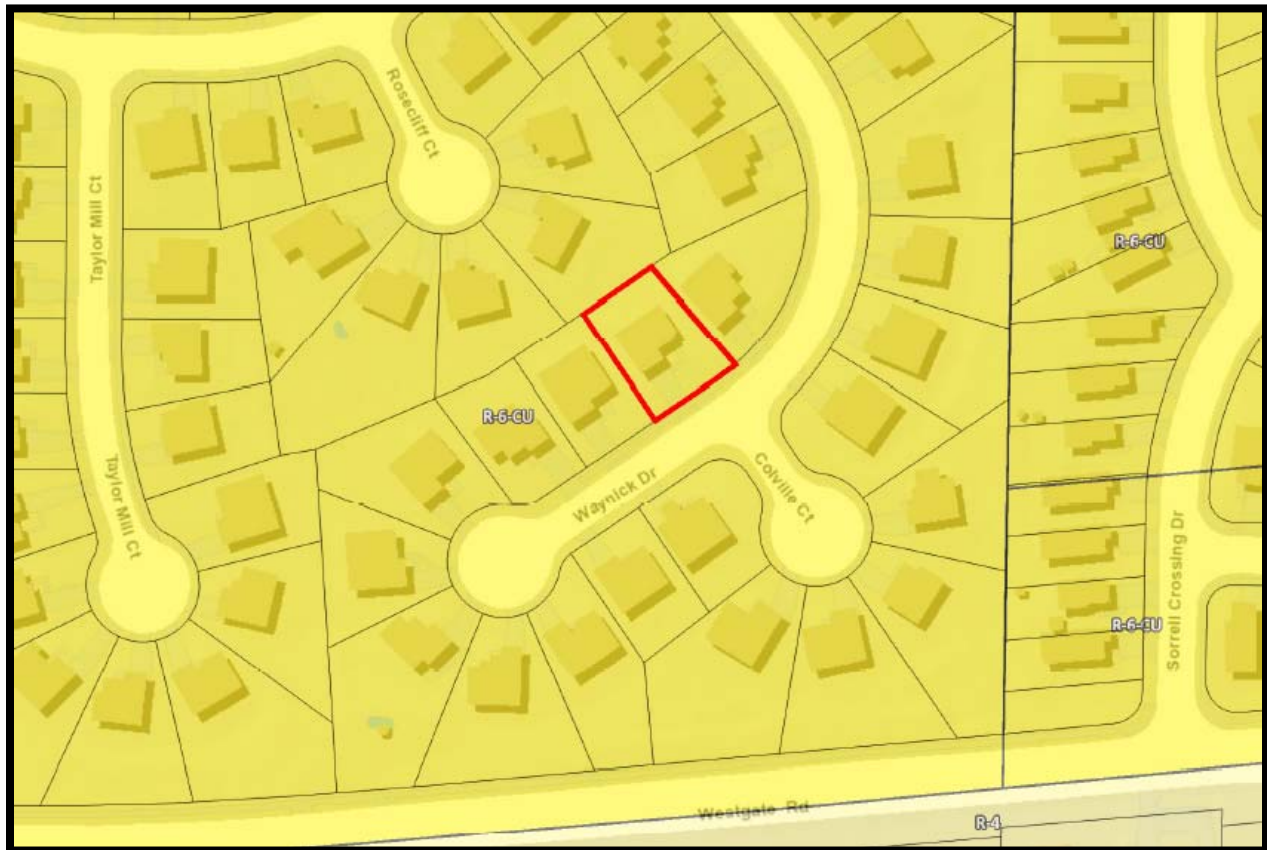 Rosecliff Ct
Taylor Mill Ct
R-6-CU
R-6-CU
Taylor Mill Ct
Waynick Dr
Colville Ct
Sorrell Crossing Dr
R-6-CU
Westgate Rd
R-4